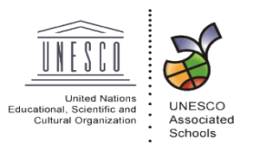 UNESCO
United Nations
Educational, Scientific and
Cultural Organization
UNESCO
Associated
Schools